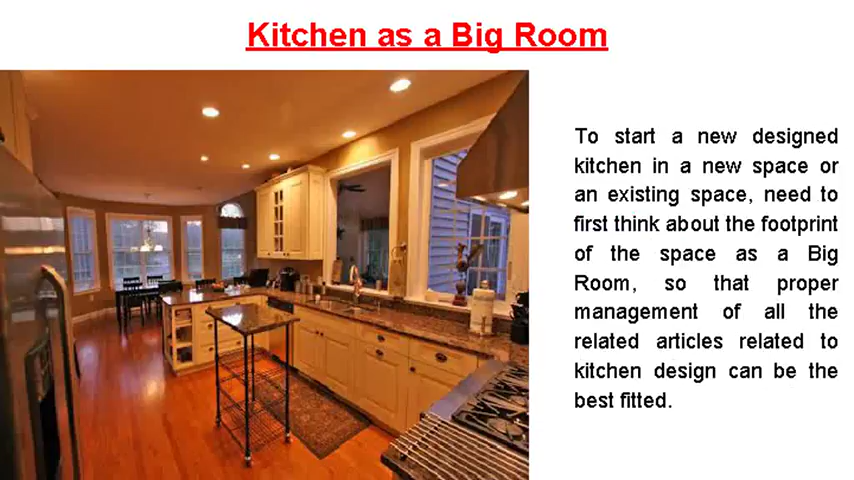 Kitchen as a Big Room
To start a new designed
kitchen in a new space or
an existing space, need to
first think about the footprint
of the space as a Big
Room, so that proper
management of all the
related articles related to
kitchen design can be the
best fitted.